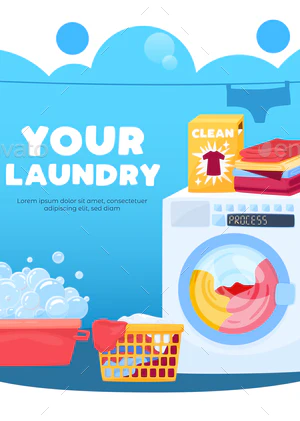 CLEAN
YOUR
LAUNDRY
Lorem ipsum dolor sit amet, consectetuer
adipiscing elit, sed diam
PROCESS